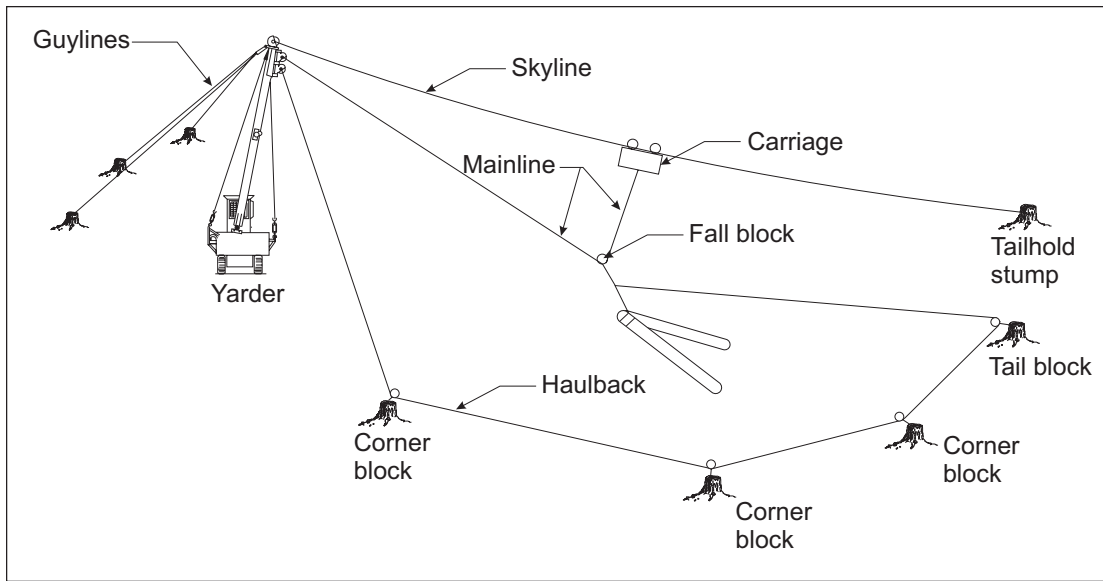 Guylines
Skyline
Carriage
Mainline
Fall block
Tailhold
stump
Yarder
Tail block
Haulback
Corner
block
Corner
block
Corner
block